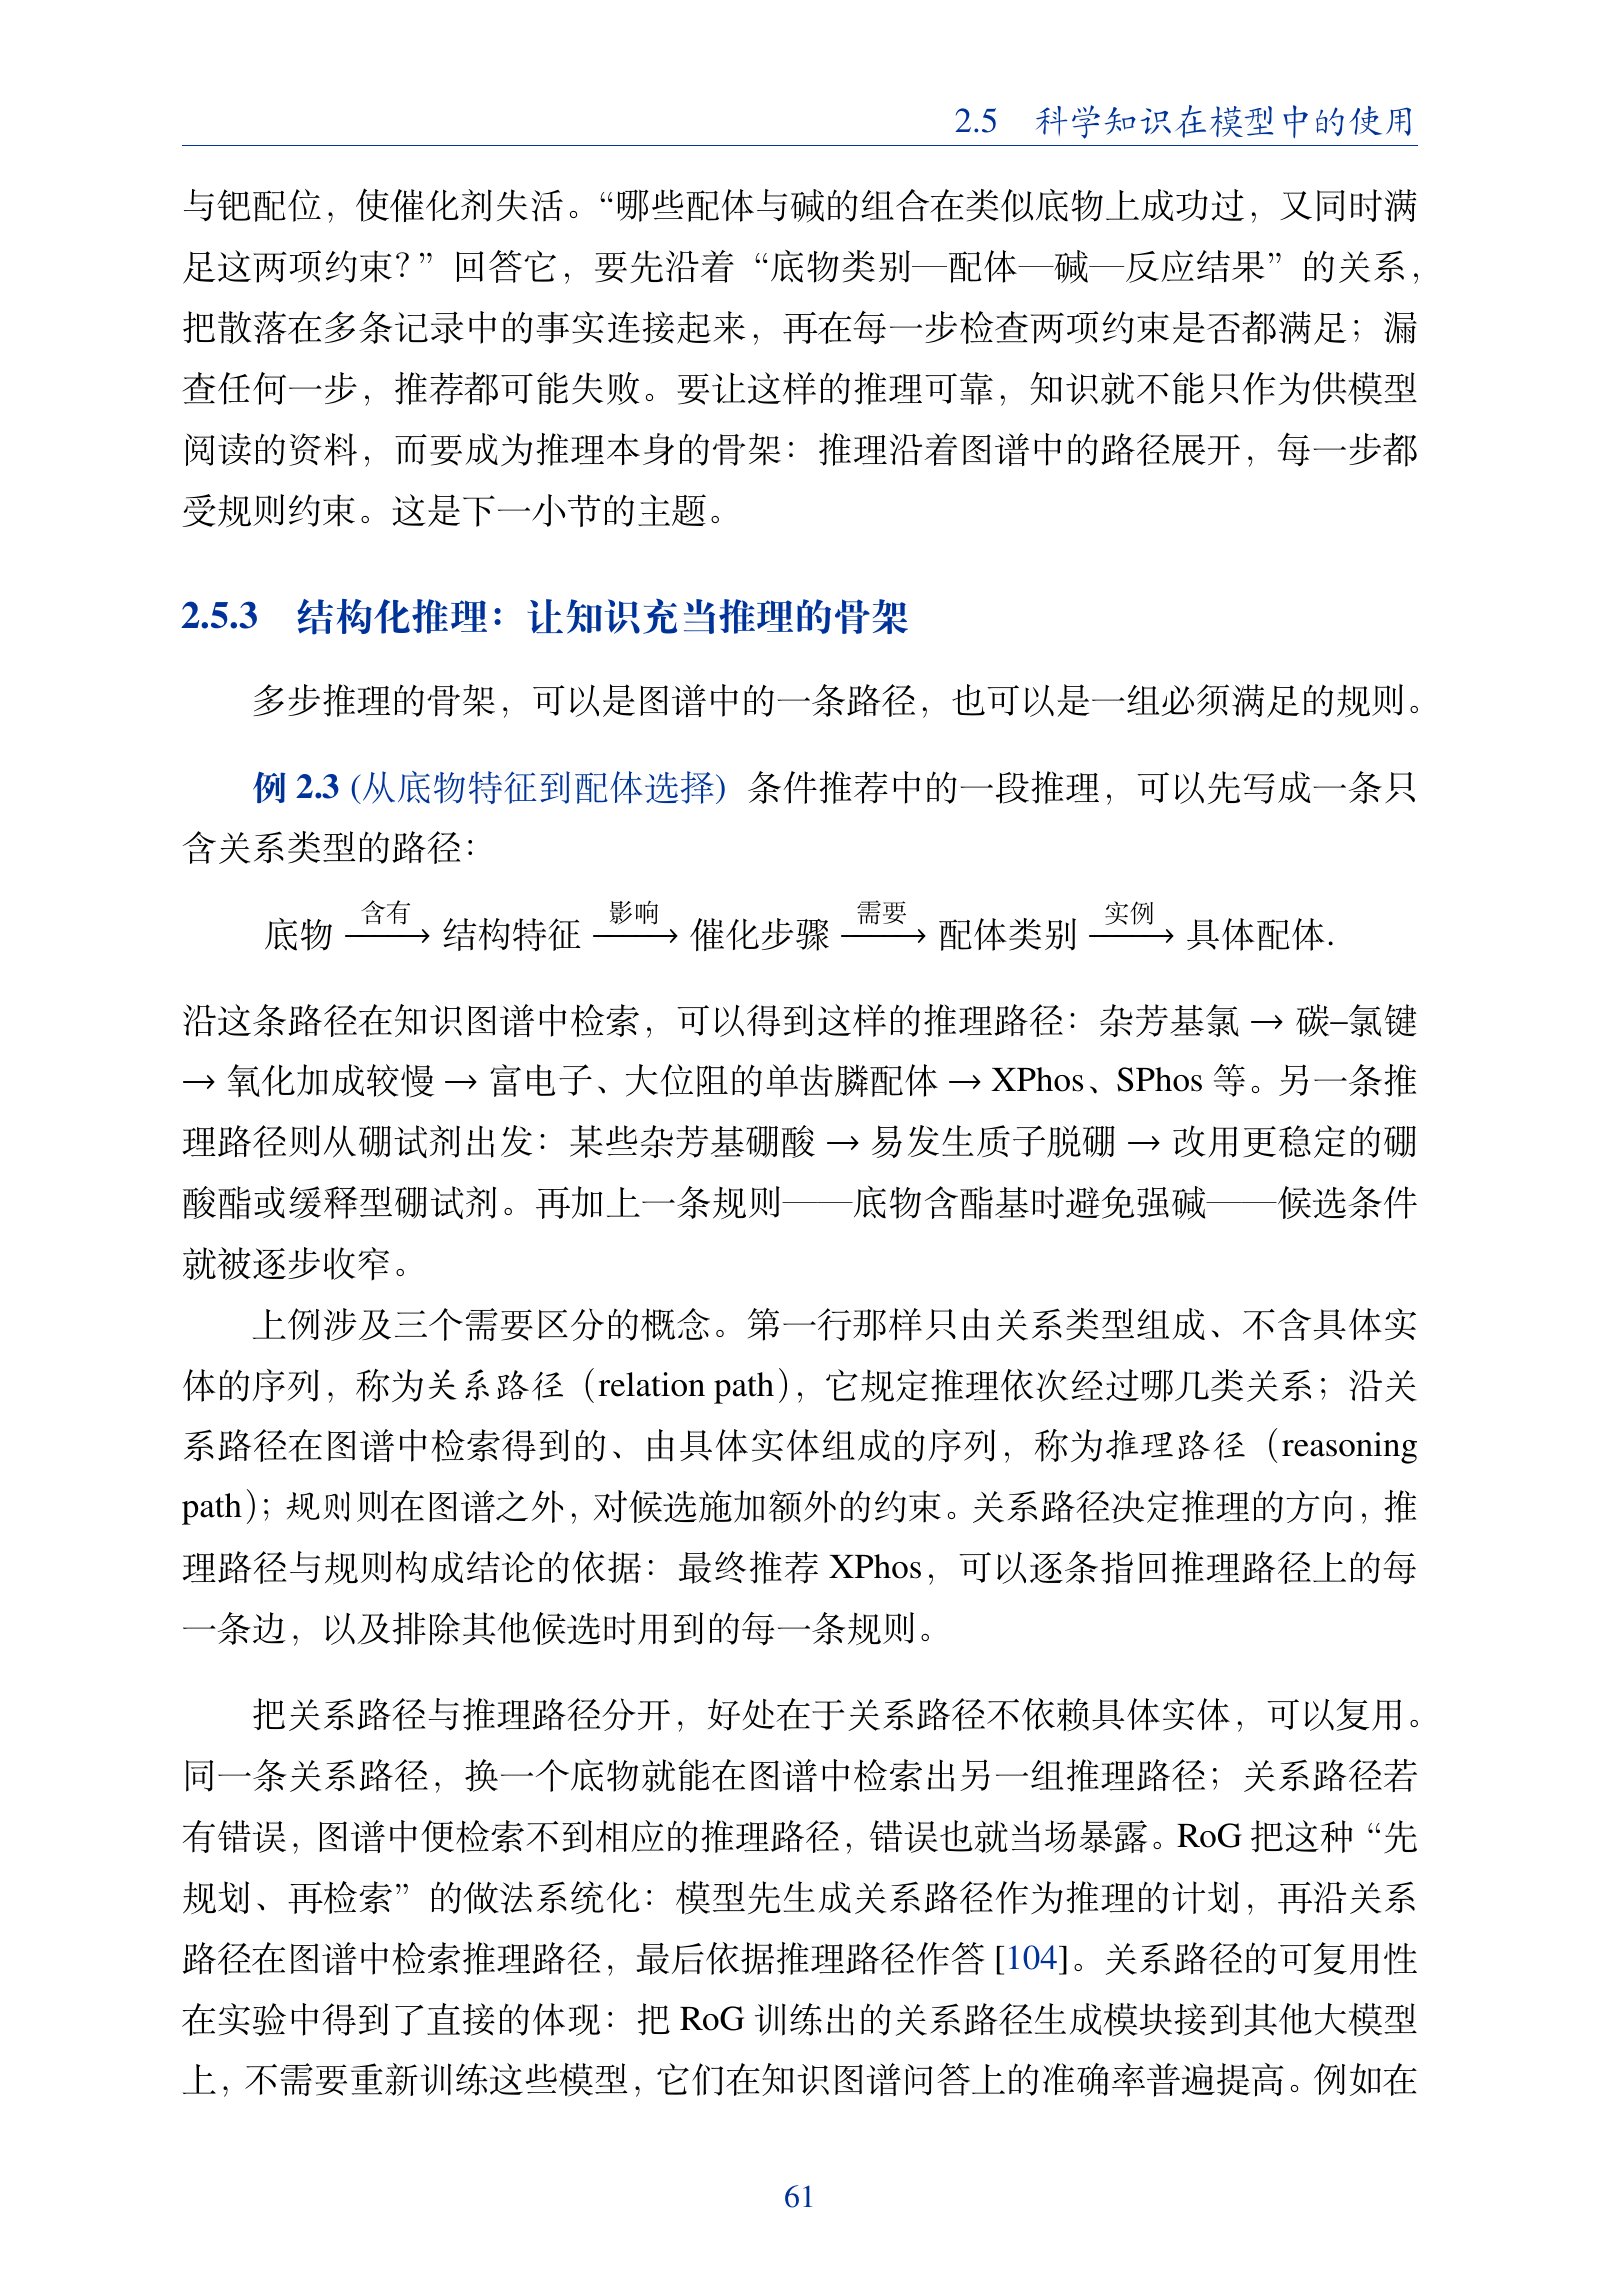 2.5 科学知识在模型中的使用
与钯配位，使催化剂失活。“哪些配体与碱的组合在类似底物上成功过，又同时满
足这两项约束？”回答它，要先沿着“底物类别—配体—碱—反应结果”的关系，
把散落在多条记录中的事实连接起来，再在每一步检查两项约束是否都满足；漏
查任何一步，推荐都可能失败。要让这样的推理可靠，知识就不能只作为供模型
阅读的资料，而要成为推理本身的骨架：推理沿着图谱中的路径展开，每一步都
受规则约束。这是下一小节的主题。
2.5.3 结构化推理：让知识充当推理的骨架
多步推理的骨架，可以是图谱中的一条路径，也可以是一组必须满足的规则。
例 2.3 (从底物特征到配体选择) 条件推荐中的一段推理，可以先写成一条只
含关系类型的路径：
底物 —含有→ 结构特征 —影响→ 催化步骤 —需要→ 配体类别 —实例→ 具体配体.
沿这条路径在知识图谱中检索，可以得到这样的推理路径：杂芳基氯 → 碳–氯键
→ 氧化加成较慢 → 富电子、大位阻的单齿膦配体 → XPhos、SPhos 等。另一条推
理路径则从硼试剂出发：某些杂芳基硼酸 → 易发生质子脱硼 → 改用更稳定的硼
酸酯或缓释型硼试剂。再加上一条规则——底物含酯基时避免强碱——候选条件
就被逐步收窄。
上例涉及三个需要区分的概念。第一行那样只由关系类型组成、不含具体实
体的序列，称为关系路径（relation path），它规定推理依次经过哪几类关系；沿关
系路径在图谱中检索得到的、由具体实体组成的序列，称为推理路径（reasoning
path）；规则则在图谱之外，对候选施加额外的约束。关系路径决定推理的方向，推
理路径与规则构成结论的依据：最终推荐 XPhos，可以逐条指回推理路径上的每
一条边，以及排除其他候选时用到的每一条规则。
把关系路径与推理路径分开，好处在于关系路径不依赖具体实体，可以复用。
同一条关系路径，换一个底物就能在图谱中检索出另一组推理路径；关系路径若
有错误，图谱中便检索不到相应的推理路径，错误也就当场暴露。RoG 把这种“先
规划、再检索”的做法系统化：模型先生成关系路径作为推理的计划，再沿关系
路径在图谱中检索推理路径，最后依据推理路径作答 [104]。关系路径的可复用性
在实验中得到了直接的体现：把 RoG 训练出的关系路径生成模块接到其他大模型
上，不需要重新训练这些模型，它们在知识图谱问答上的准确率普遍提高。例如在
61